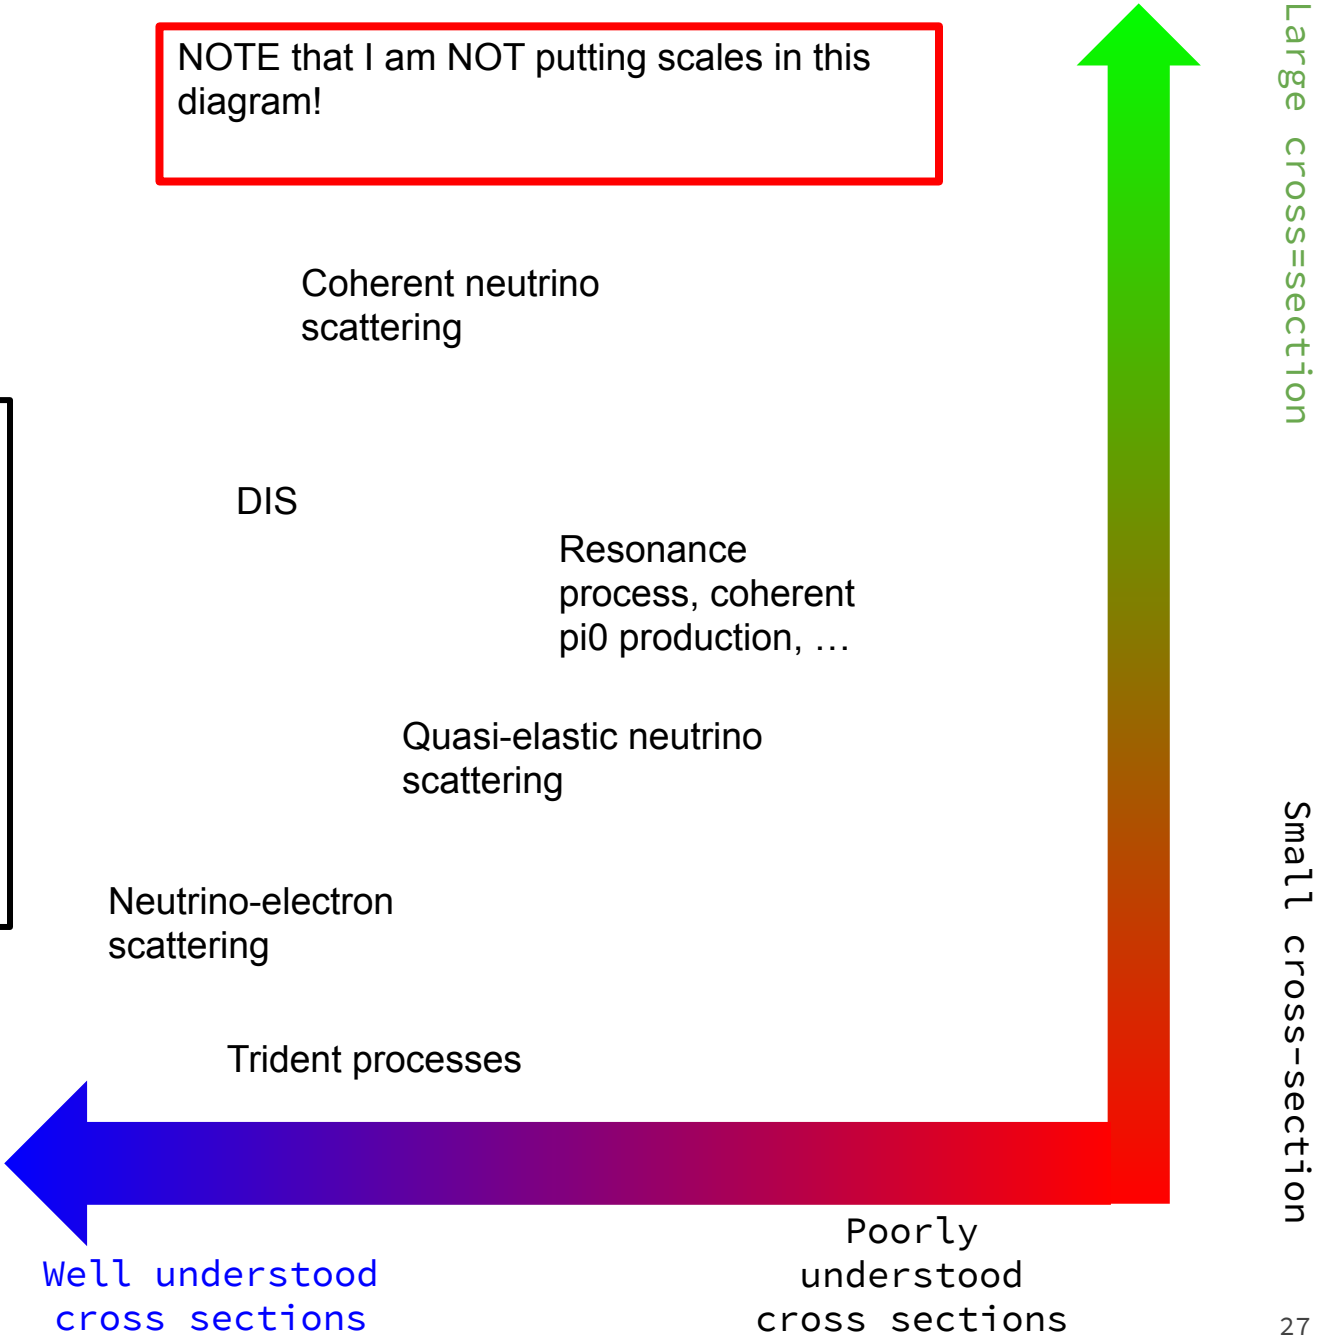 NOTE that I am NOT putting scales in this
diagram!
Large cross=section
Coherent neutrino
scattering
DIS
Resonance
process, coherent
pi0 production, …
Quasi-elastic neutrino
scattering
Small cross-section
Neutrino-electron
scattering
Trident processes
Well understood
cross sections
Poorly
understood
cross sections
27